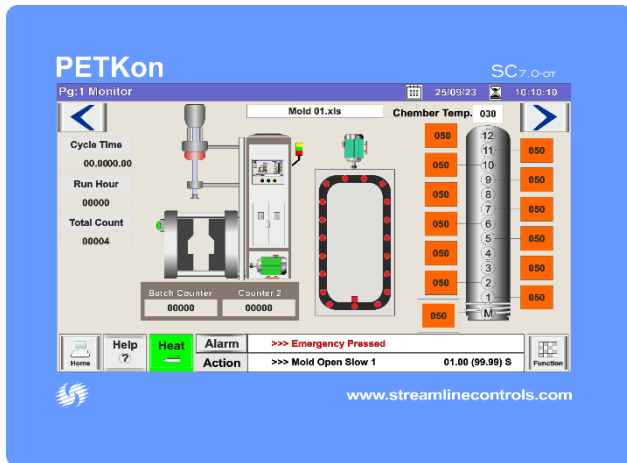 PETKon
SC7.0-OT
Pg:1 Monitor
25/09/23
10:10:10
Mold 01.xls
Chember Temp. 030
Cycle Time
00.0000.00
Run Hour
00000
Total Count
00004
Batch Counter
Counter 2
00000
00000
050 12
11 050
050 10
9 050
050 8
7 050
050 6
5 050
050 4
3 050
050 2
1 050
050 M
Home
Help
?
Heat
Alarm
>>> Emergency Pressed
Action
>>> Mold Open Slow 1 01.00 (99.99) S
Function
www.streamlinecontrols.com